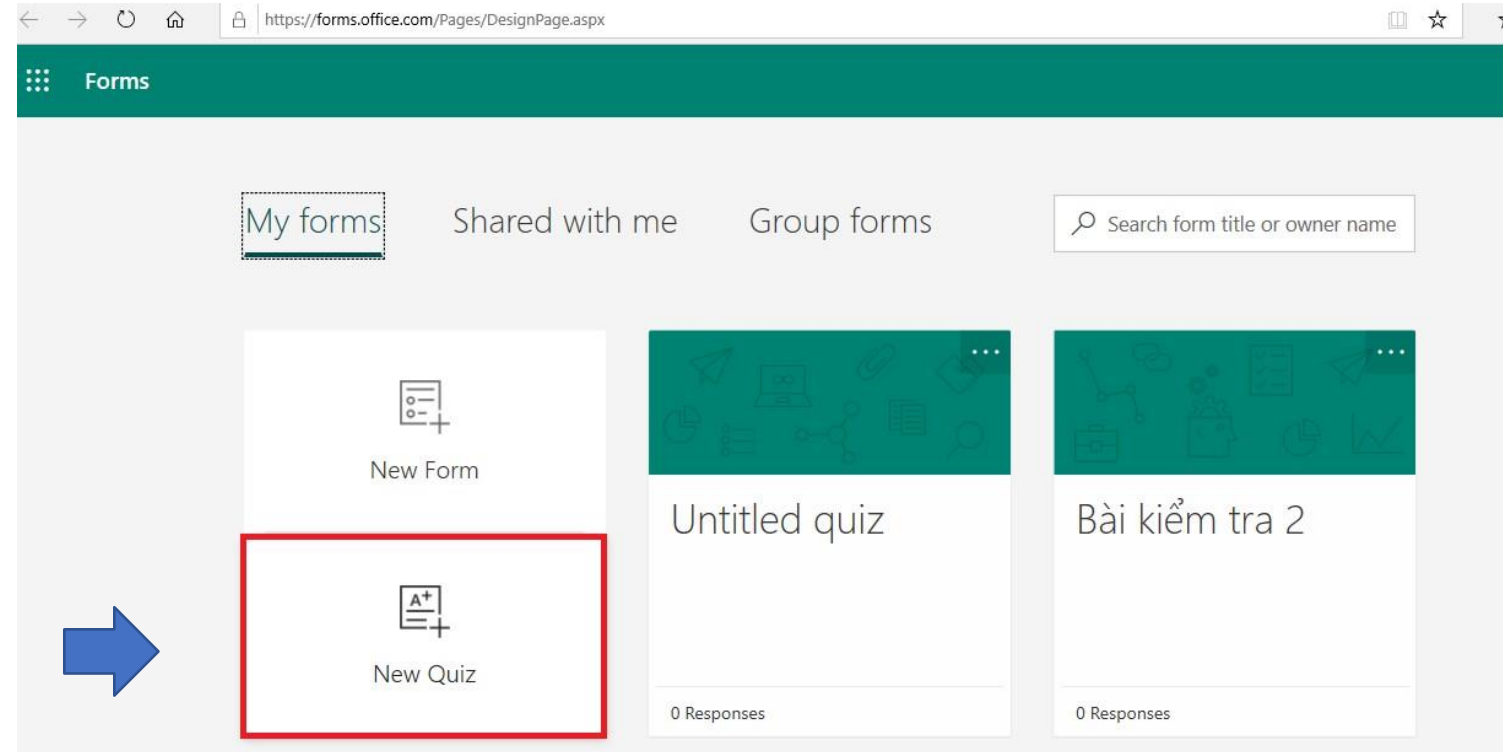 https://forms.office.com/Pages/DesignPage.aspx
Forms
My forms
Shared with me
Group forms
Search form title or owner name
New Form
A+
New Quiz
Untitled quiz
0 Responses
Bài kiểm tra 2
0 Responses